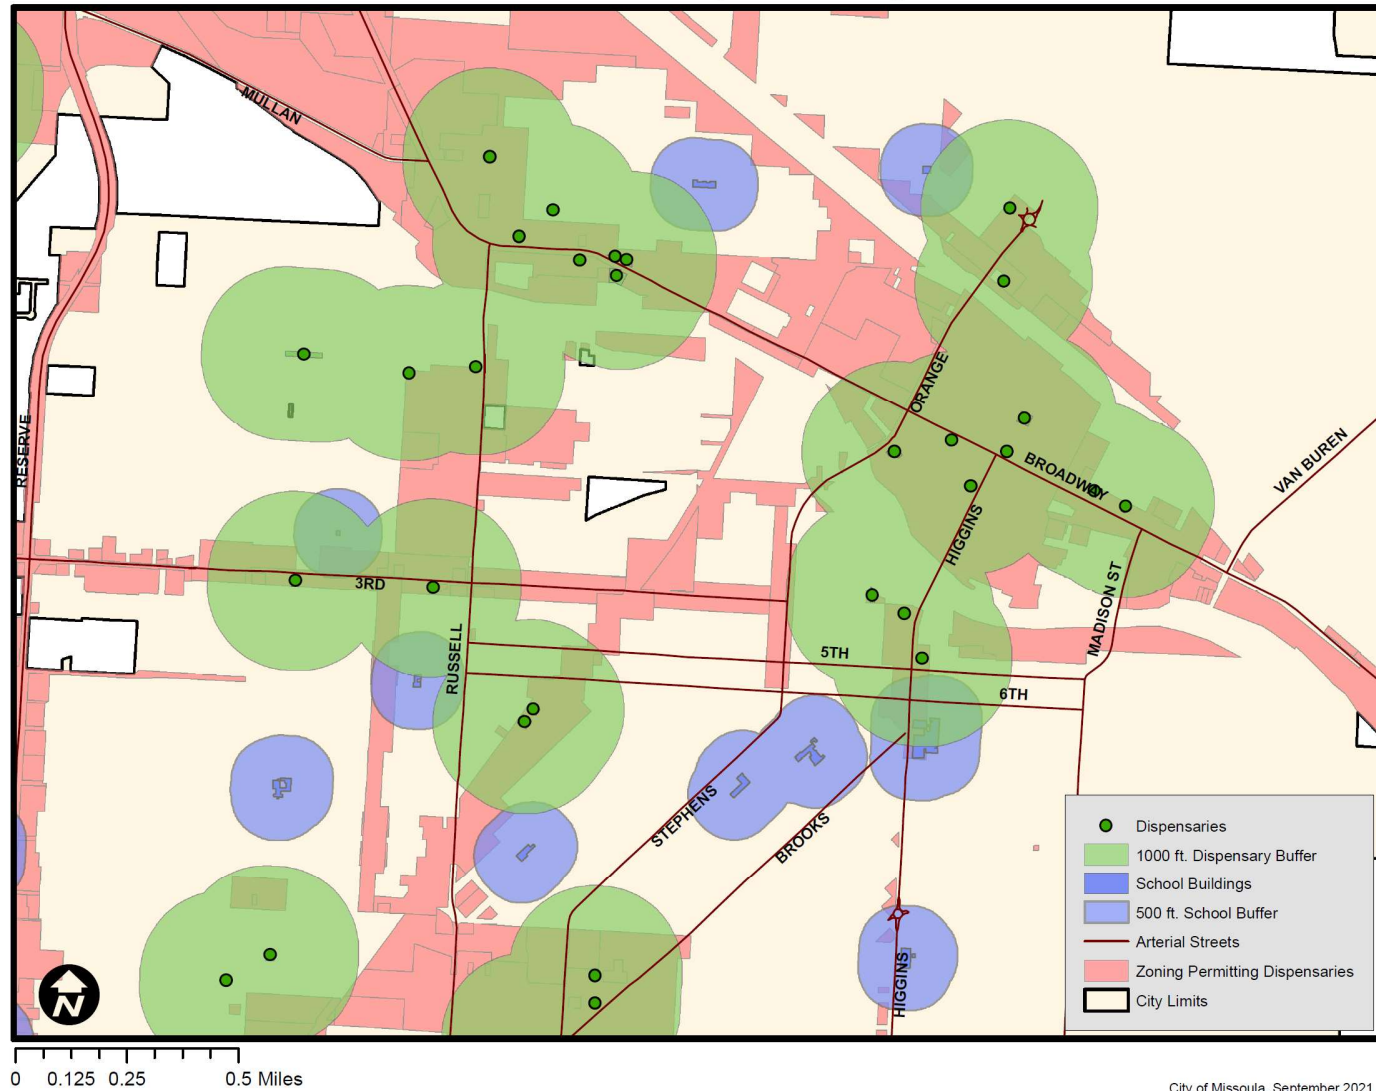 MULLAN
ORANGE
RESERVE
BROADWAY
VAN BUREN
HIGGINS
3RD
MADISON ST
RUSSELL
5TH
6TH
STEPHENS
BROOKS
HIGGINS
N
Dispensaries
1000 ft. Dispensary Buffer
School Buildings
500 ft. School Buffer
Arterial Streets
Zoning Permitting Dispensaries
City Limits
0 0.125 0.25 0.5 Miles
City of Missoula, September 2021